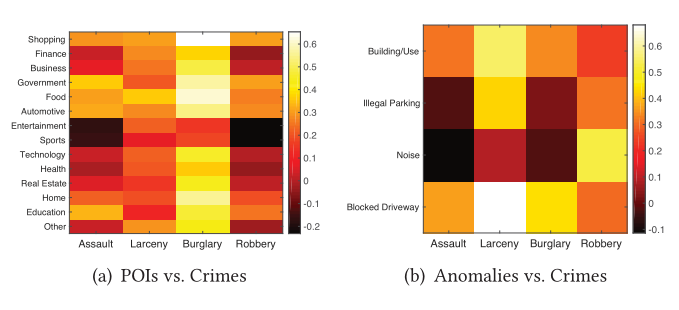 Shopping
Finance
Business
Government
Food
Automotive
Entertainment
Sports
Technology
Health
Real Estate
Home
Education
Other
Assault Larceny Burglary Robbery
0.6
0.5
0.4
0.3
0.2
0.1
0
-0.1
-0.2
(a) POIs vs. Crimes
Building/Use
Illegal Parking
Noise
Blocked Driveway
Assault Larceny Burglary Robbery
0.6
0.5
0.4
0.3
0.2
0.1
0
-0.1
(b) Anomalies vs. Crimes